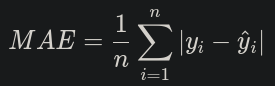 MAE = \frac{1}{n} \sum_{i=1}^{n} |y_i - \hat{y}_i|